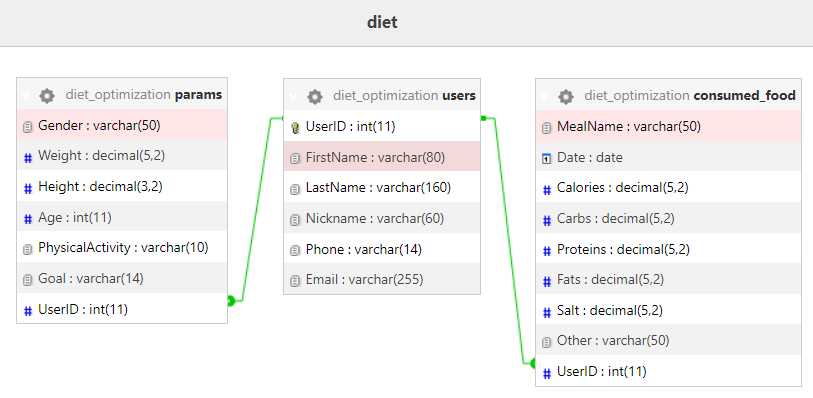 diet
diet_optimization params
Gender : varchar(50)
Weight : decimal(5,2)
Height : decimal(3,2)
Age : int(11)
PhysicalActivity : varchar(10)
Goal : varchar(14)
UserID : int(11)
diet_optimization users
UserID : int(11)
FirstName : varchar(80)
LastName : varchar(160)
Nickname : varchar(60)
Phone : varchar(14)
Email : varchar(255)
diet_optimization consumed_food
MealName : varchar(50)
Date : date
Calories : decimal(5,2)
Carbs : decimal(5,2)
Proteins : decimal(5,2)
Fats : decimal(5,2)
Salt : decimal(5,2)
Other : varchar(50)
UserID : int(11)